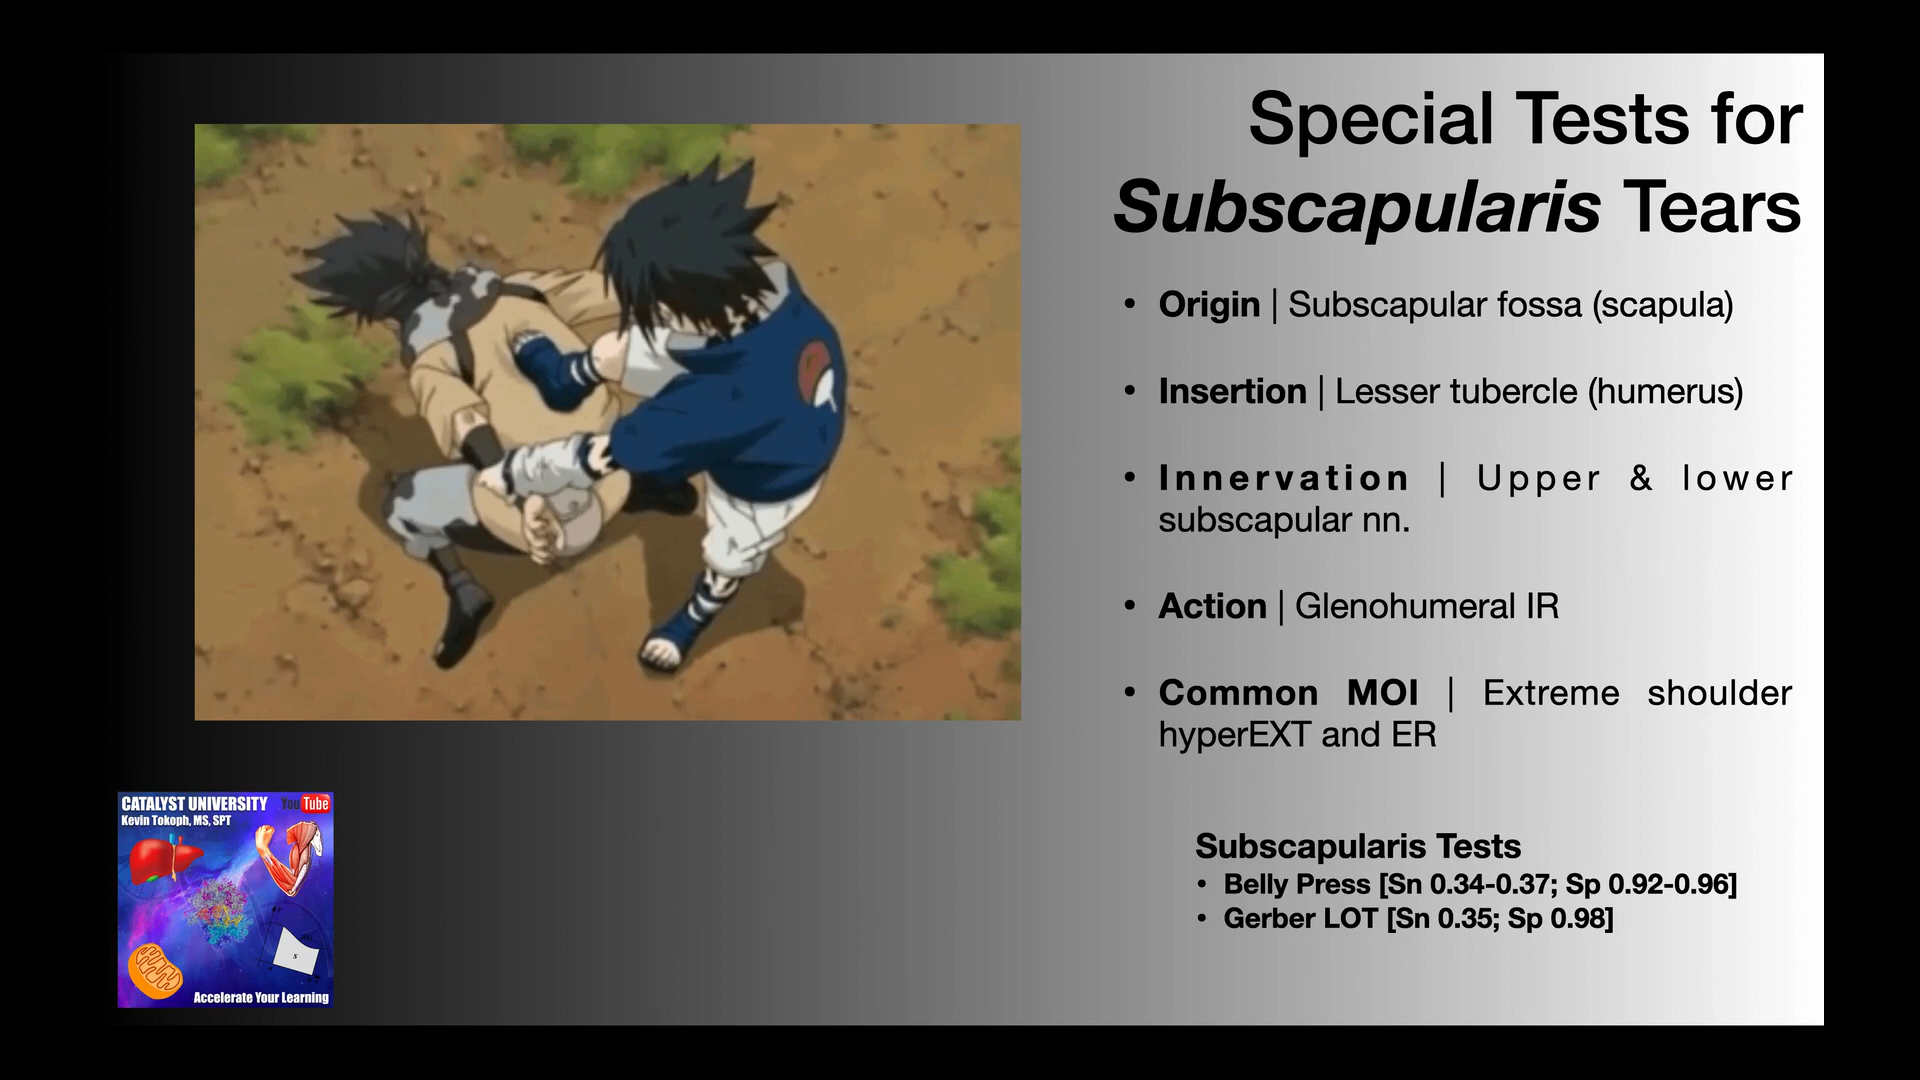 Special Tests for
Subscapularis Tears
• Origin | Subscapular fossa (scapula)
• Insertion | Lesser tubercle (humerus)
• Innervation | Upper & lower
subscapular nn.
• Action | Glenohumeral IR
• Common MOI | Extreme shoulder
hyperEXT and ER
Subscapularis Tests
• Belly Press [Sn 0.34-0.37; Sp 0.92-0.96]
• Gerber LOT [Sn 0.35; Sp 0.98]
CATALYST UNIVERSITY YouTube
Kevin Tokoph, MS, SPT
S
Accelerate Your Learning